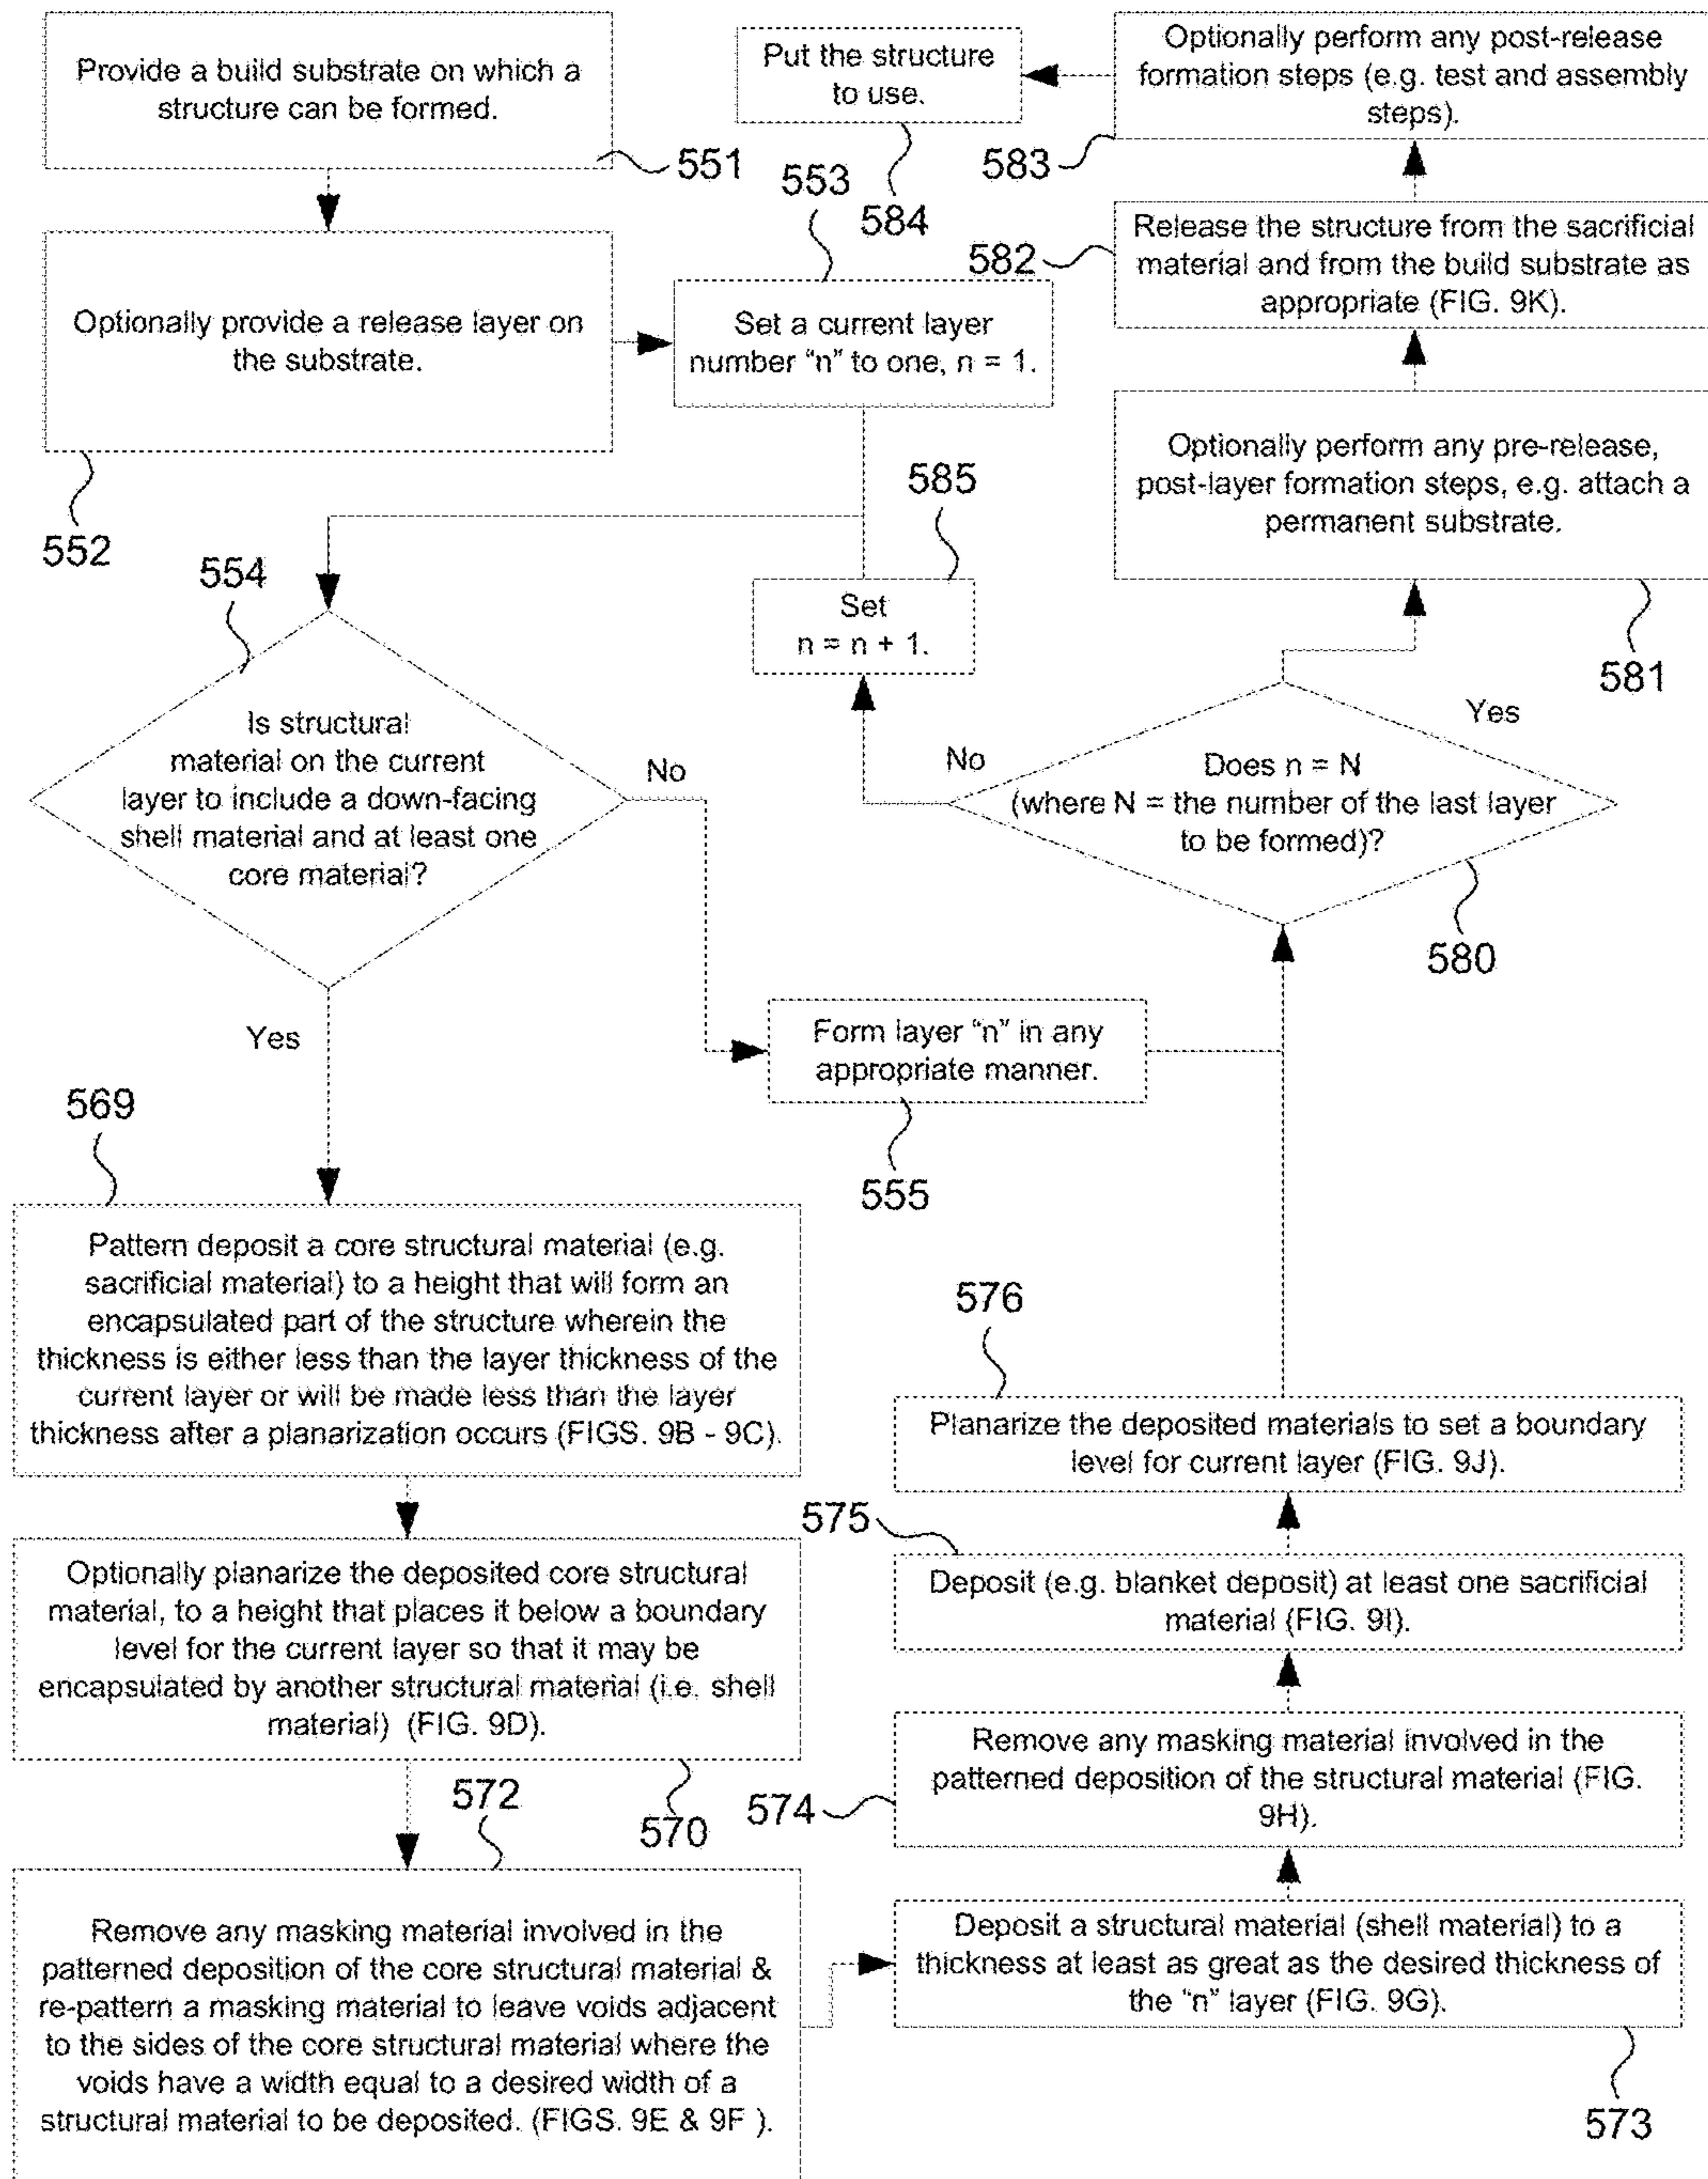 Provide a build substrate on which a
structure can be formed.
551
Optionally provide a release layer on
the substrate.
552
553
Set a current layer
number “n” to one, n = 1.
554
Is structural
material on the current
layer to include a down-facing
shell material and at least one
core material?
No
Yes
Form layer “n” in any
appropriate manner.
555
569
Pattern deposit a core structural material (e.g.
sacrificial material) to a height that will form an
encapsulated part of the structure wherein the
thickness is either less than the layer thickness of the
current layer or will be made less than the layer
thickness after a planarization occurs (FIGS. 9B - 9C).
Optionally planarize the deposited core structural
material, to a height that places it below a boundary
level for the current layer so that it may be
encapsulated by another structural material (i.e. shell
material) (FIG. 9D).
570
572
Remove any masking material involved in the
patterned deposition of the core structural material &
re-pattern a masking material to leave voids adjacent
to the sides of the core structural material where the
voids have a width equal to a desired width of a
structural material to be deposited. (FIGS. 9E & 9F ).
Deposit a structural material (shell material) to a
thickness at least as great as the desired thickness of
the “n” layer (FIG. 9G).
573
Remove any masking material involved in the
patterned deposition of the structural material (FIG.
9H).
574
575
Deposit (e.g. blanket deposit) at least one sacrificial
material (FIG. 9I).
576
Planarize the deposited materials to set a boundary
level for current layer (FIG. 9J).
Does n = N
(where N = the number of the last layer
to be formed)?
580
No
Yes
585
Set
n = n + 1.
Optionally perform any pre-release,
post-layer formation steps, e.g. attach a
permanent substrate.
581
Release the structure from the sacrificial
material and from the build substrate as
appropriate (FIG. 9K).
582
Optionally perform any post-release
formation steps (e.g. test and assembly
steps).
583
Put the structure
to use.
584